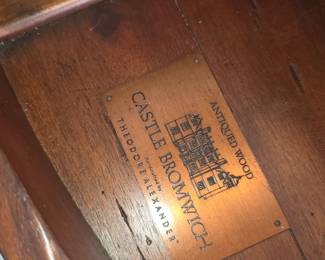 ANTIQUED WOOD
CASTLE BROMWICH
THEODORE ALEXANDER